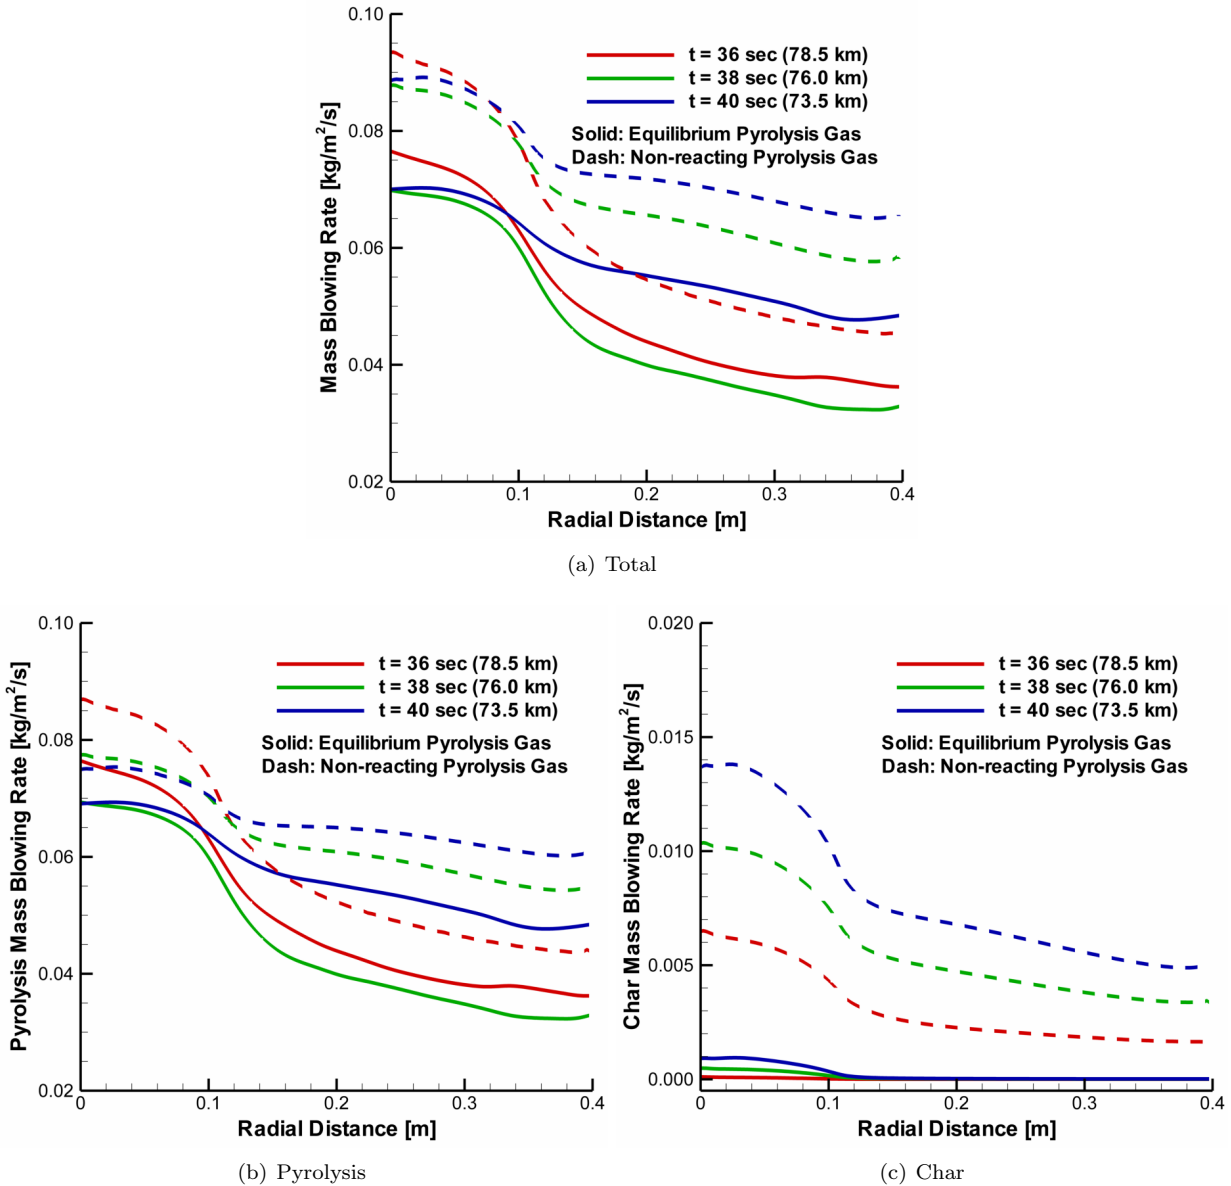 0.10
0.08
0.06
0.04
0.02
Mass Blowing Rate [kg/m²/s]
t = 36 sec (78.5 km)
t = 38 sec (76.0 km)
t = 40 sec (73.5 km)
Solid: Equilibrium Pyrolysis Gas
Dash: Non-reacting Pyrolysis Gas
0 0.1 0.2 0.3 0.4
Radial Distance [m]
(a) Total
0.10
0.08
0.06
0.04
0.02
Pyrolysis Mass Blowing Rate [kg/m²/s]
t = 36 sec (78.5 km)
t = 38 sec (76.0 km)
t = 40 sec (73.5 km)
Solid: Equilibrium Pyrolysis Gas
Dash: Non-reacting Pyrolysis Gas
0 0.1 0.2 0.3 0.4
Radial Distance [m]
(b) Pyrolysis
0.020
0.015
0.010
0.005
0.000
Char Mass Blowing Rate [kg/m²/s]
t = 36 sec (78.5 km)
t = 38 sec (76.0 km)
t = 40 sec (73.5 km)
Solid: Equilibrium Pyrolysis Gas
Dash: Non-reacting Pyrolysis Gas
0 0.1 0.2 0.3 0.4
Radial Distance [m]
(c) Char